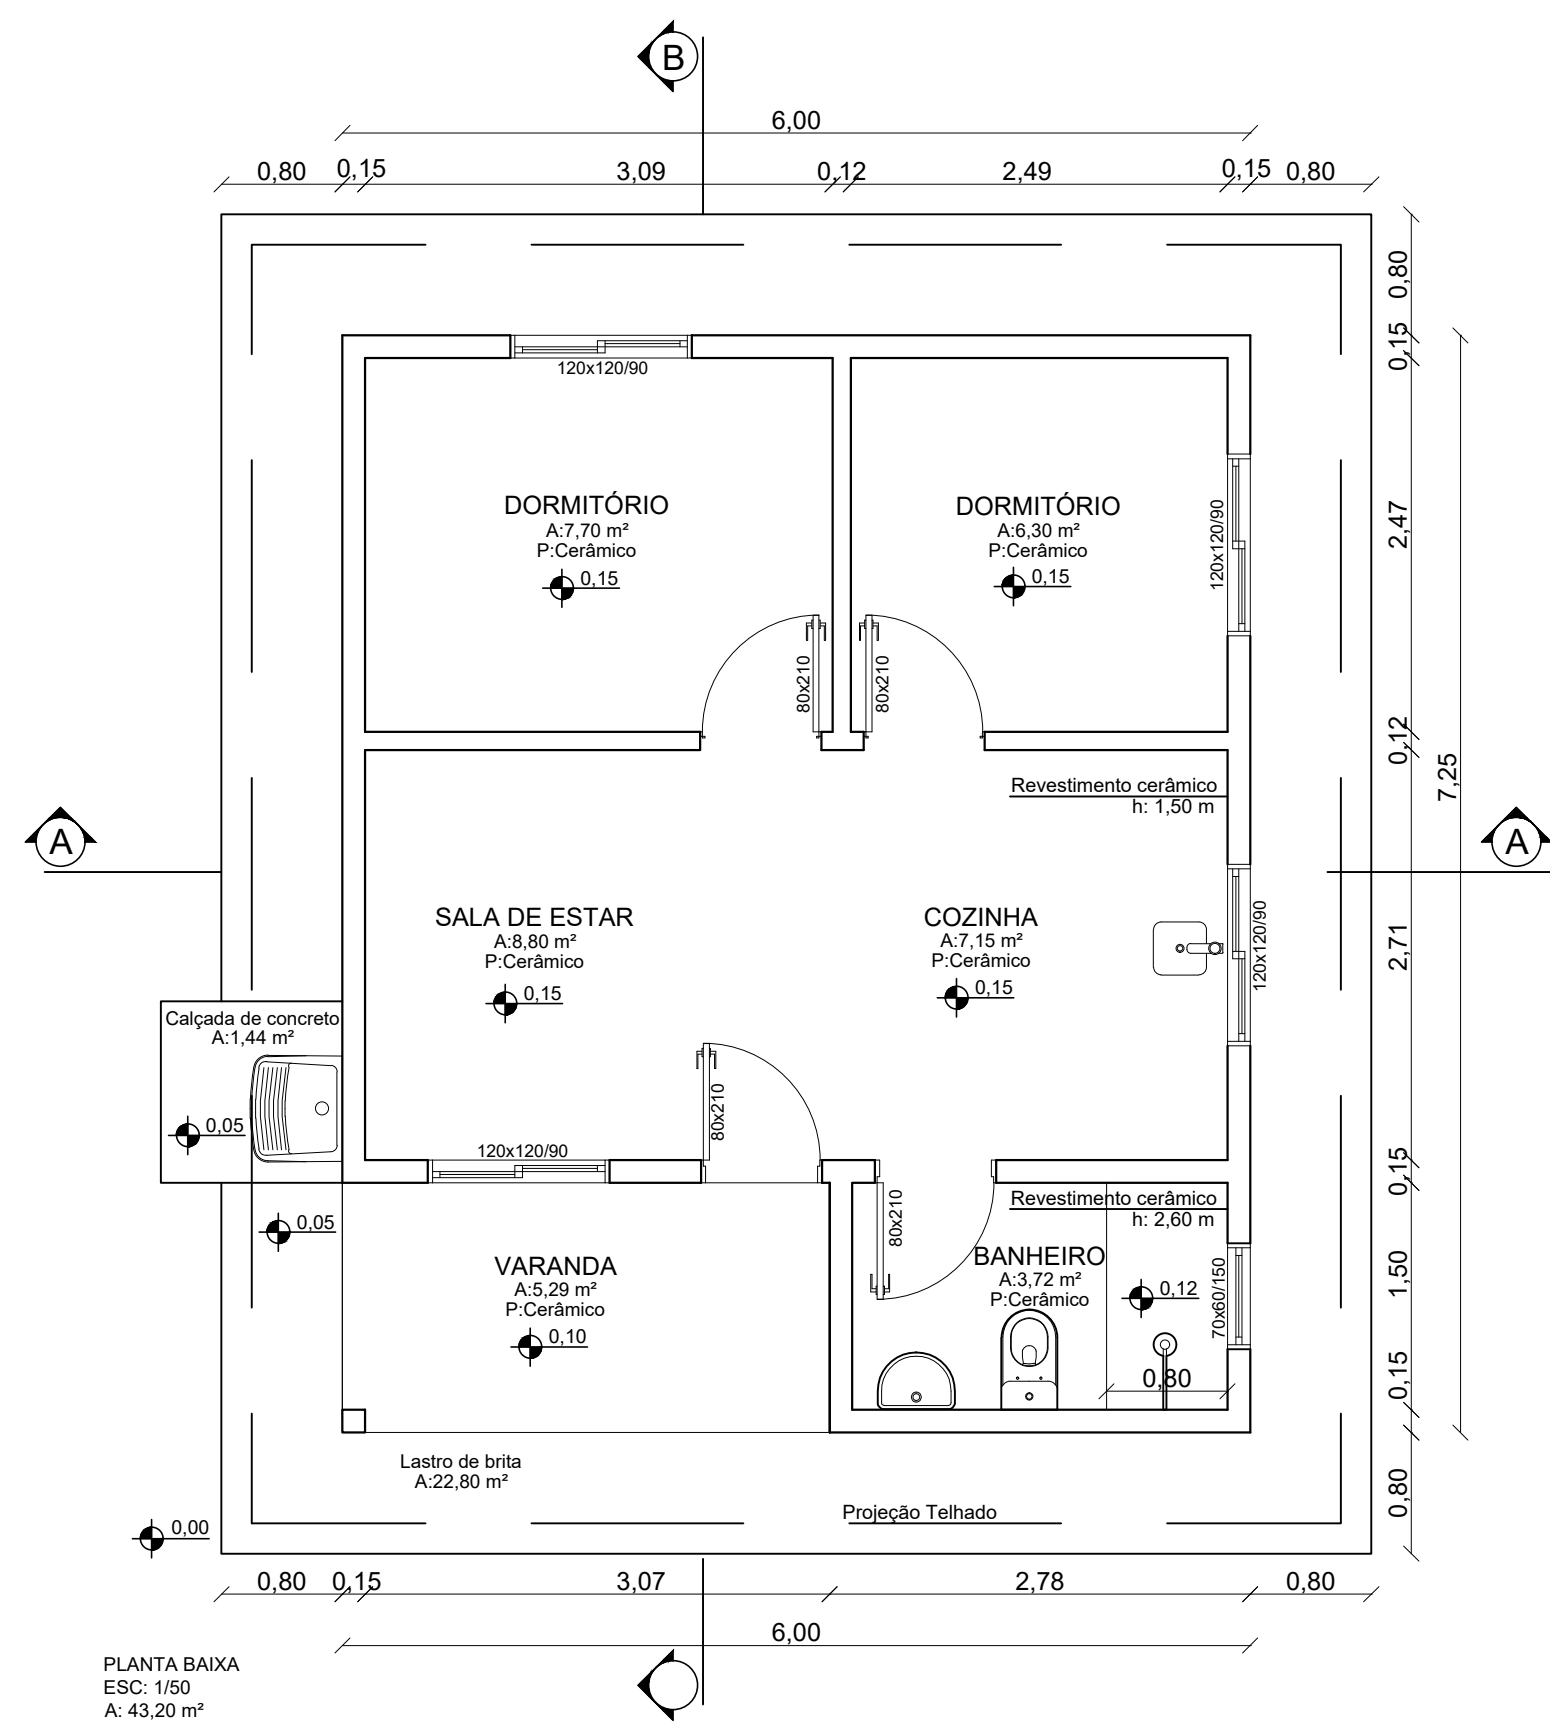 B
6,00
0,80 0,15 3,09 0,12 2,49 0,15 0,80
0,80
0,15
120x120/90
DORMITÓRIO
A:7,70 m²
P:Cerâmico
0,15
DORMITÓRIO
A:6,30 m²
P:Cerâmico
0,15
120x120/90
2,47
80x210
80x210
0,12
7,25
Revestimento cerâmico
h: 1,50 m
A
A
SALA DE ESTAR
A:8,80 m²
P:Cerâmico
0,15
COZINHA
A:7,15 m²
P:Cerâmico
0,15
120x120/90
2,71
Calçada de concreto
A:1,44 m²
0,05
80x210
120x120/90
0,15
0,05
80x210
Revestimento cerâmico
h: 2,60 m
VARANDA
A:5,29 m²
P:Cerâmico
0,10
BANHEIRO
A:3,72 m²
P:Cerâmico
0,12
70x60/150
1,50
0,80
0,15
Lastro de brita
A:22,80 m²
0,80
Projeção Telhado
0,00
0,80 0,15 3,07 2,78 0,80
6,00
PLANTA BAIXA
ESC: 1/50
A: 43,20 m²